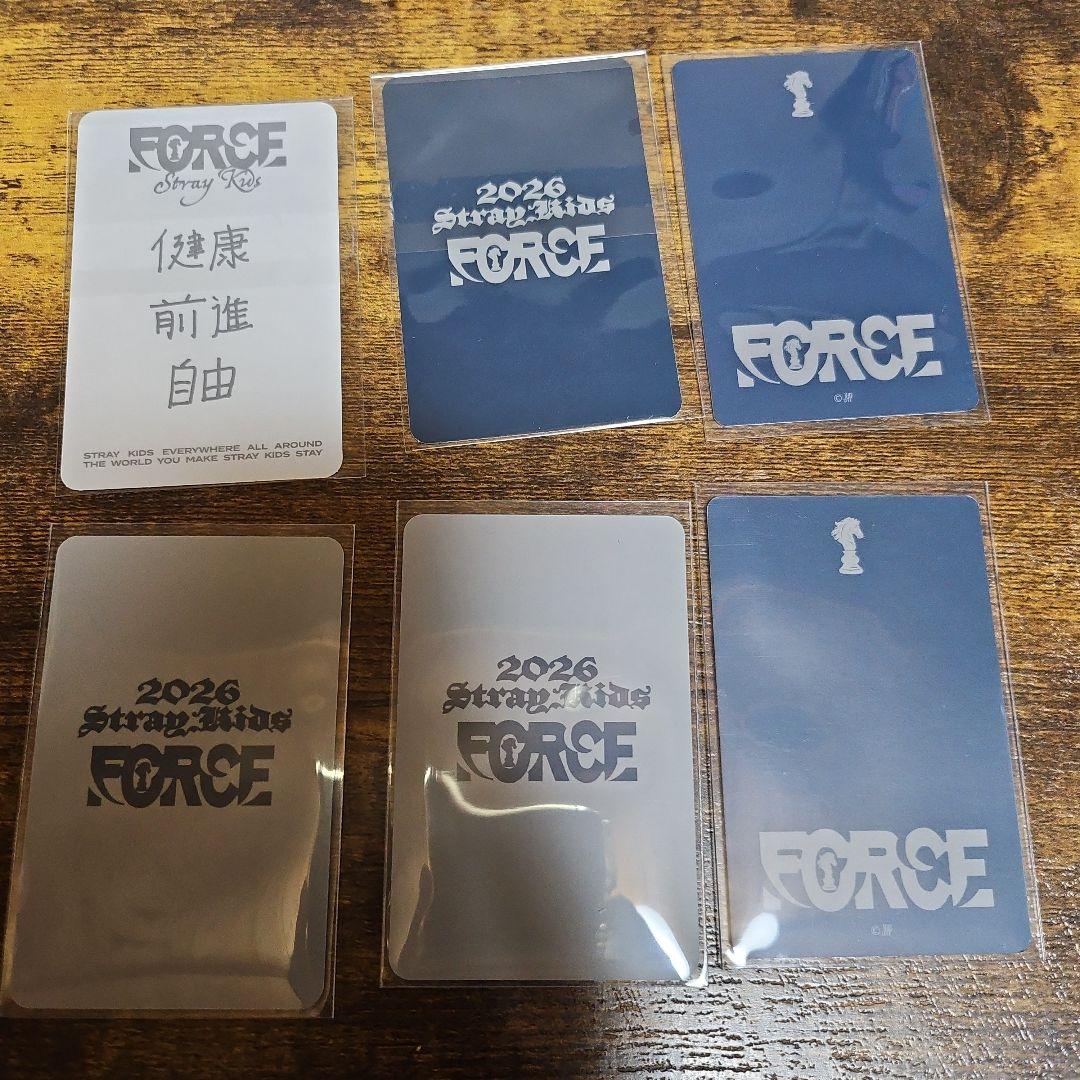 FORCE
Stray Kids
健康
前進
自由
STRAY KIDS EVERYWHERE ALL AROUND
THE WORLD YOU MAKE STRAY KIDS STAY
2026
Stray Kids
FORCE
FORCE
2026
Stray Kids
FORCE
2026
Stray Kids
FORCE
FORCE